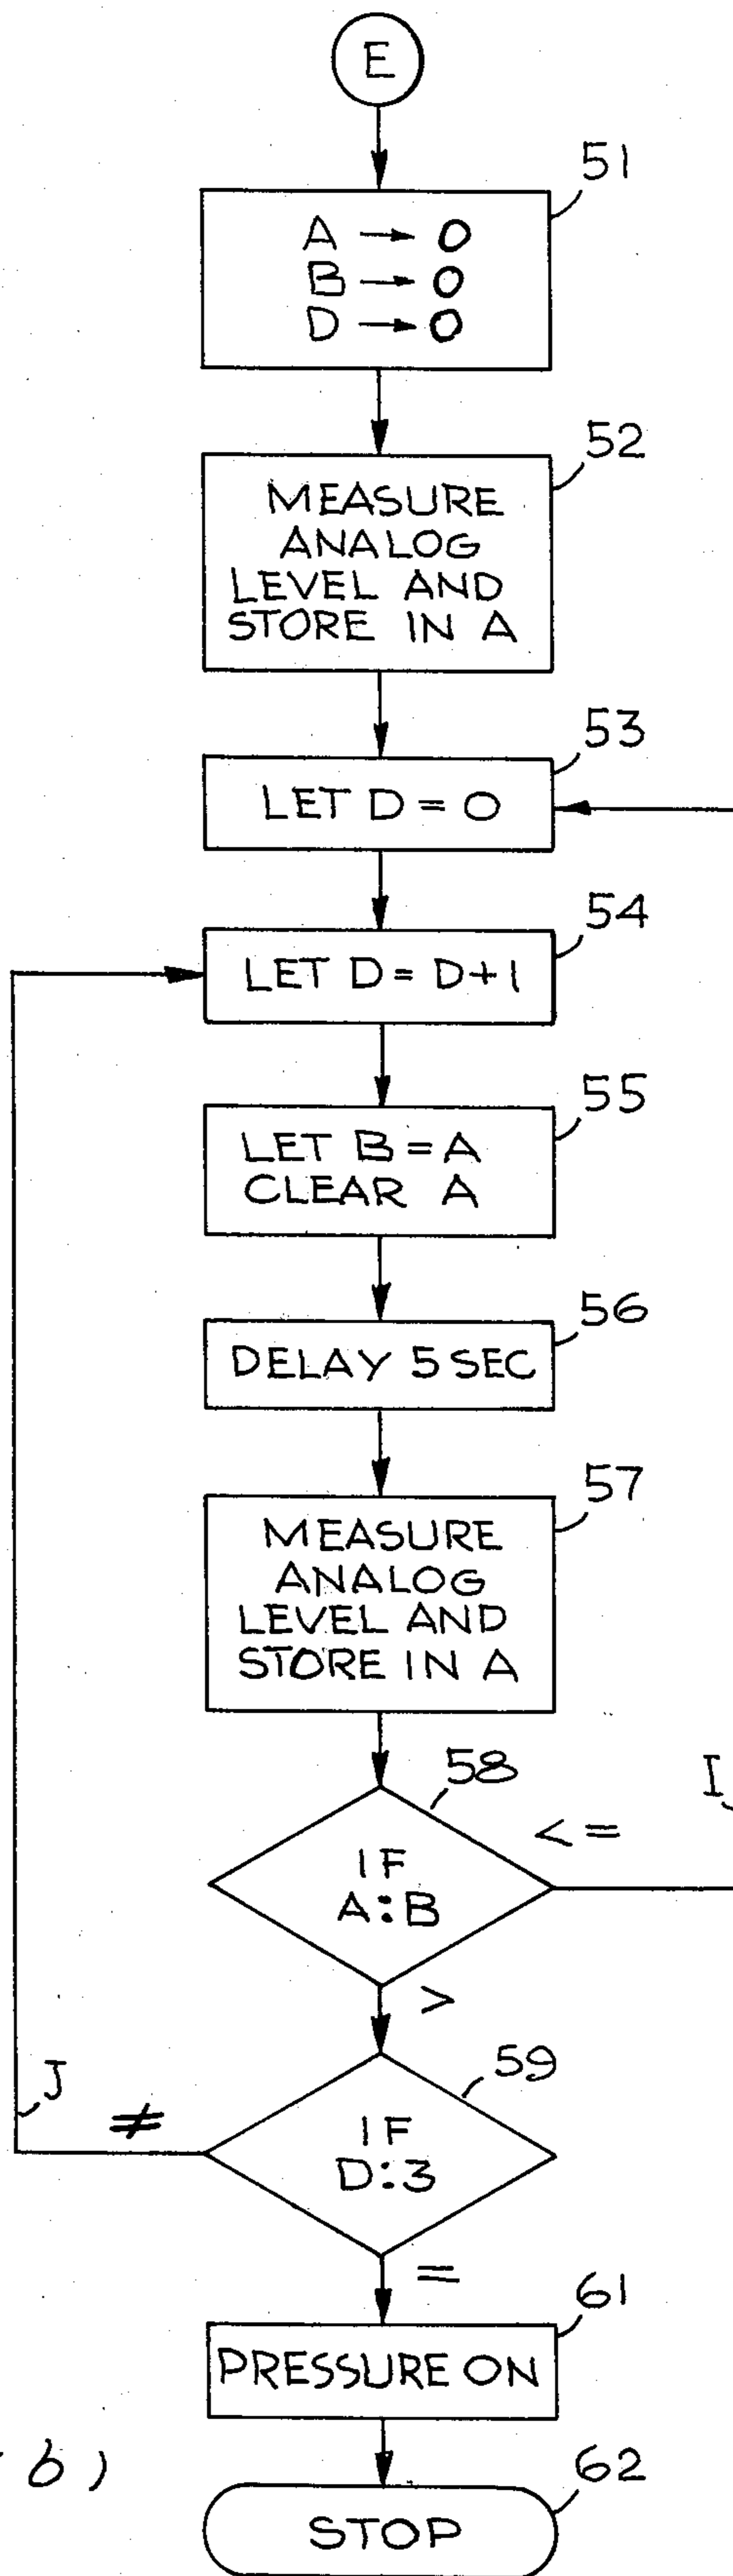 E
51
A → 0
B → 0
D → 0
52
MEASURE
ANALOG
LEVEL AND
STORE IN A
53
LET D = 0
54
LET D = D+1
55
LET B = A
CLEAR A
56
DELAY 5 SEC
57
MEASURE
ANALOG
LEVEL AND
STORE IN A
58
I
< =
IF
A:B
>
59
J
≠
IF
D:3
=
61
PRESSURE ON
b)
62
STOP